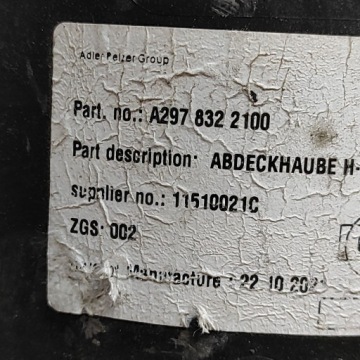 Adler Pelzer Group
Part. no.: A297 832 2100
Part description: ABDECKHAUBE H-
supplier no.: 11510021C
ZGS: 002
Manufacture : 22 10 202